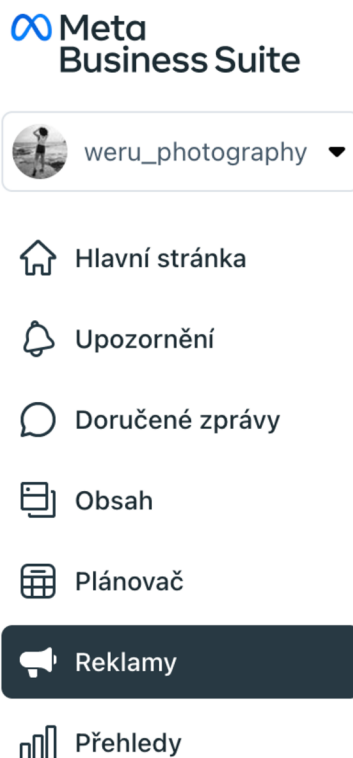 Meta
Business Suite
weru_photography
Hlavní stránka
Upozornění
Doručené zprávy
Obsah
Plánovač
Reklamy
Přehledy